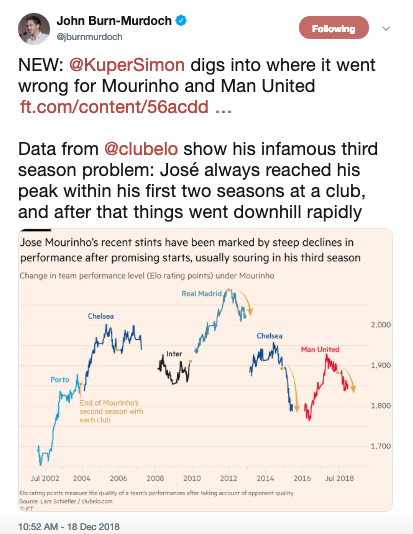 John Burn-Murdoch
@jburnmurdoch
Following
NEW: @KuperSimon digs into where it went
wrong for Mourinho and Man United
ft.com/content/56acdd ...
Data from @clubelo show his infamous third
season problem: José always reached his
peak within his first two seasons at a club,
and after that things went downhill rapidly
Jose Mourinho's recent stints have been marked by steep declines in
performance after promising starts, usually souring in his third season
Change in team performance level (Elo rating points) under Mourinho
Real Madrid
Chelsea
2,000
Chelsea
Inter
Man United
1,900
Porto
End of Mourinho's
second season with
each club
1,800
1,700
Jul 2002 2004 2006 2008 2010 2012 2014 2016 Jul 2018
Elo rating points measure the quality of a team's performances after taking account of opponent quality
Source: Lars Schiefler / clubelo.com
© FT
10:52 AM - 18 Dec 2018